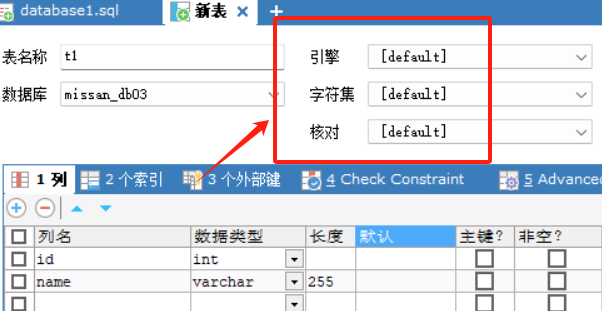 database1.sql 新表 × +
表名称 t1 引擎 [default]
数据库 missan_db03 字符集 [default]
核对 [default]
1 列 2 个索引 3 个外部键 4 Check Constraint 5 Advanced
列名 数据类型 长度 默认 主键? 非空?
id int
name varchar 255